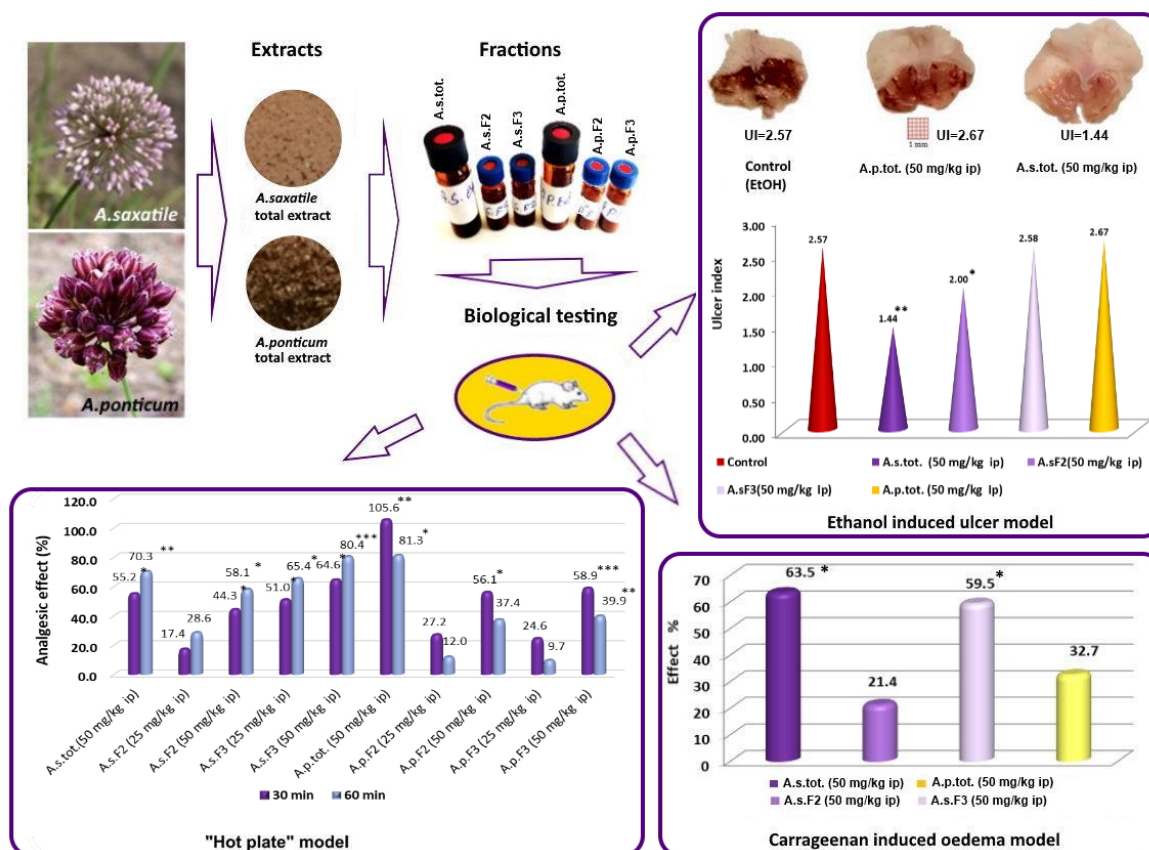 Extracts
Fractions
A.saxatile
A.ponticum
A.saxatile
total extract
A.ponticum
total extract
A.s.tot.
A.s.F2
A.s.F3
A.p.tot.
A.p.F2
A.p.F3
Biological testing
UI=2.57
UI=2.67
UI=1.44
1 mm
Control
(EtOH)
A.p.tot. (50 mg/kg ip)
A.s.tot. (50 mg/kg ip)
Ulcer index
3.00
2.50
2.00
1.50
1.00
0.50
0.00
2.57
1.44**
2.00*
2.58
2.67
Control
A.s.tot. (50 mg/kg ip)
A.sF2(50 mg/kg ip)
A.sF3(50 mg/kg Ip)
A.p.tot. (50 mg/kg Ip)
Ethanol induced ulcer model
Analgesic effect (%)
120.0
100.0
80.0
60.0
40.0
20.0
0.0
55.2*
70.3**
17.4
28.6
44.3*
58.1*
51.0*
65.4*
64.6*
80.4***
105.6**
81.3*
27.2
12.0
56.1*
37.4
24.6
9.7
58.9***
39.9**
A.s.tot.(50 mg/kg ip)
A.s.F2 (25 mg/kg ip)
A.s.F2 (50 mg/kg ip)
A.s.F3 (25 mg/kg ip)
A.s.F3 (50 mg/kg ip)
A.p.tot. (50 mg/kg ip)
A.p.F2 (25 mg/kg ip)
A.p.F2 (50 mg/kg ip)
A.p.F3 (25 mg/kg ip)
A.p.F3 (50 mg/kg ip)
30 min
60 min
"Hot plate" model
Effect %
70
60
50
40
30
20
10
0
63.5 *
21.4
59.5 *
32.7
A.s.tot. (50 mg/kg ip)
A.p.tot. (50 mg/kg ip)
A.s.F2 (50 mg/kg ip)
A.s.F3 (50 mg/kg ip)
Carrageenan induced oedema model